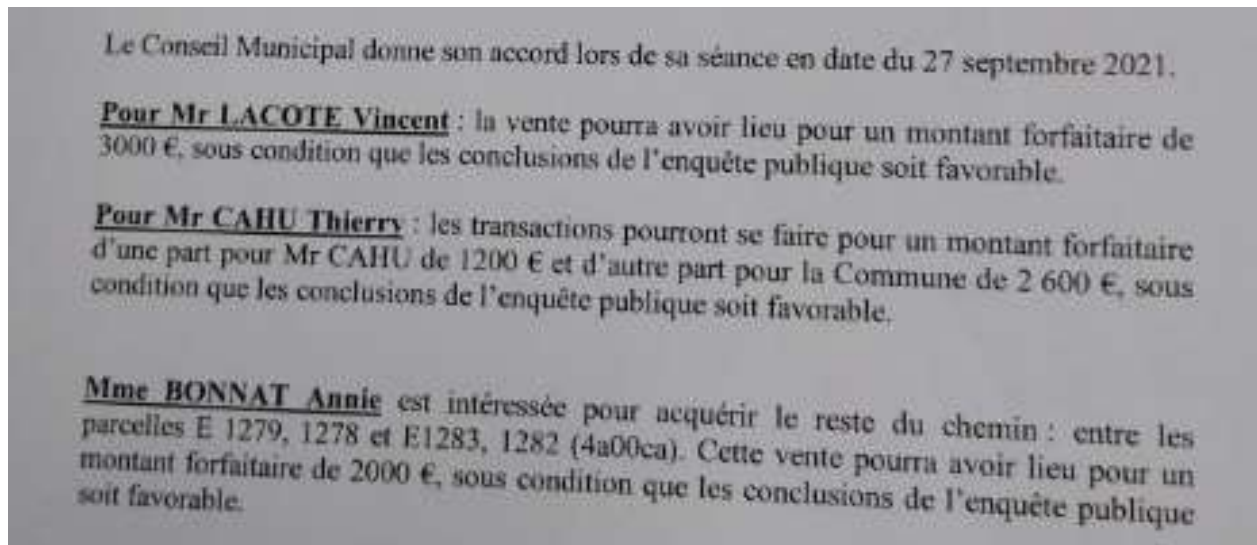 Le Conseil Municipal donne son accord lors de sa séance en date du 27 septembre 2021.
Pour Mr LACOTE Vincent : la vente pourra avoir lieu pour un montant forfaitaire de
3000 €, sous condition que les conclusions de l'enquête publique soit favorable.
Pour Mr CAHU Thierry : les transactions pourront se faire pour un montant forfaitaire
d'une part pour Mr CAHU de 1200 € et d'autre part pour la Commune de 2 600 €, sous
condition que les conclusions de l'enquête publique soit favorable.
Mme BONNAT Annie est intéressée pour acquérir le reste du chemin : entre les
parcelles E 1279, 1278 et E1283, 1282 (4a00ca). Cette vente pourra avoir lieu pour un
montant forfaitaire de 2000 €, sous condition que les conclusions de l'enquête publique
soit favorable.